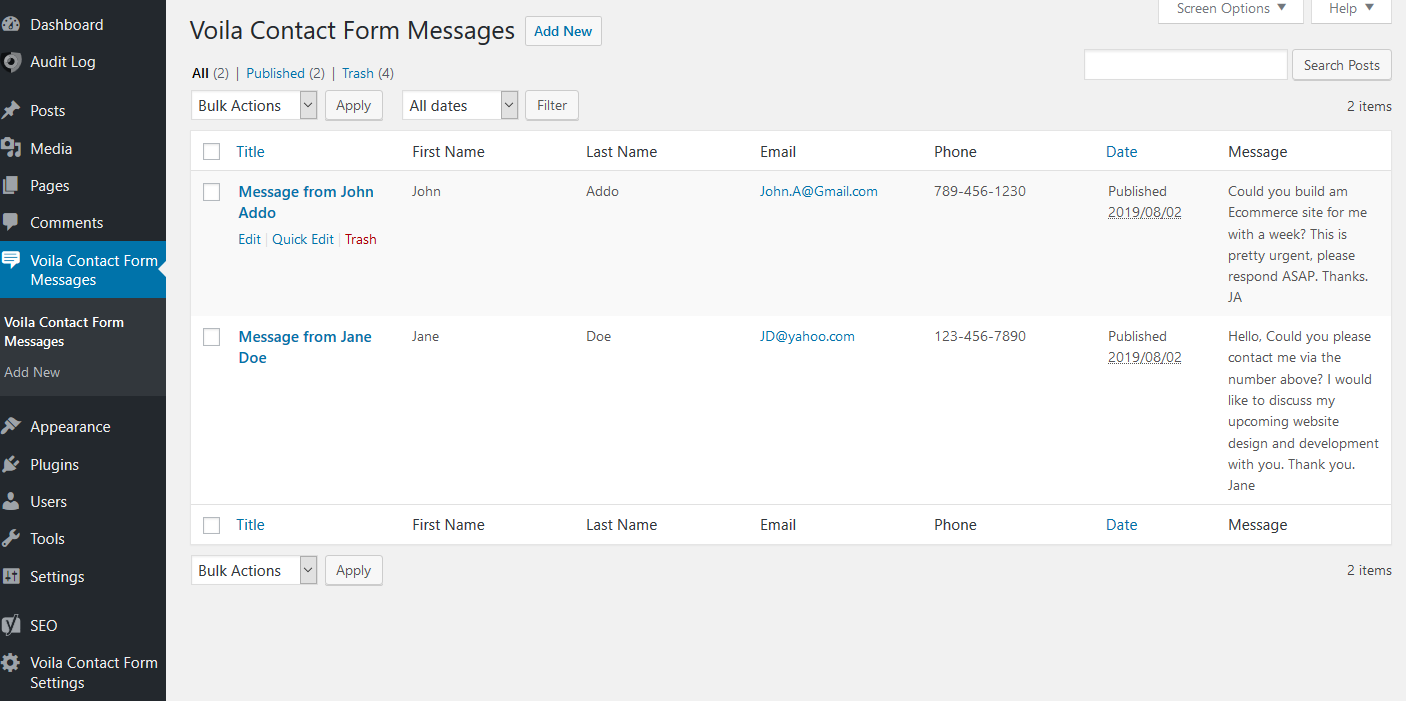 Dashboard
Audit Log
Posts
Media
Pages
Comments
Voila Contact Form
Messages
Voila Contact Form
Messages
Add New
Appearance
Plugins
Users
Tools
Settings
SEO
Voila Contact Form
Settings
Screen Options Help
Voila Contact Form Messages Add New
All (2) | Published (2) | Trash (4)
Search Posts
Bulk Actions Apply All dates Filter 2 items
Title First Name Last Name Email Phone Date Message
Message from John
Addo
Edit | Quick Edit | Trash
John
Addo
John.A@Gmail.com
789-456-1230
Published
2019/08/02
Could you build am
Ecommerce site for me
with a week? This is
pretty urgent, please
respond ASAP. Thanks.
JA
Message from Jane
Doe
Jane
Doe
JD@yahoo.com
123-456-7890
Published
2019/08/02
Hello, Could you please
contact me via the
number above? I would
like to discuss my
upcoming website
design and development
with you. Thank you.
Jane
Title First Name Last Name Email Phone Date Message
Bulk Actions Apply 2 items